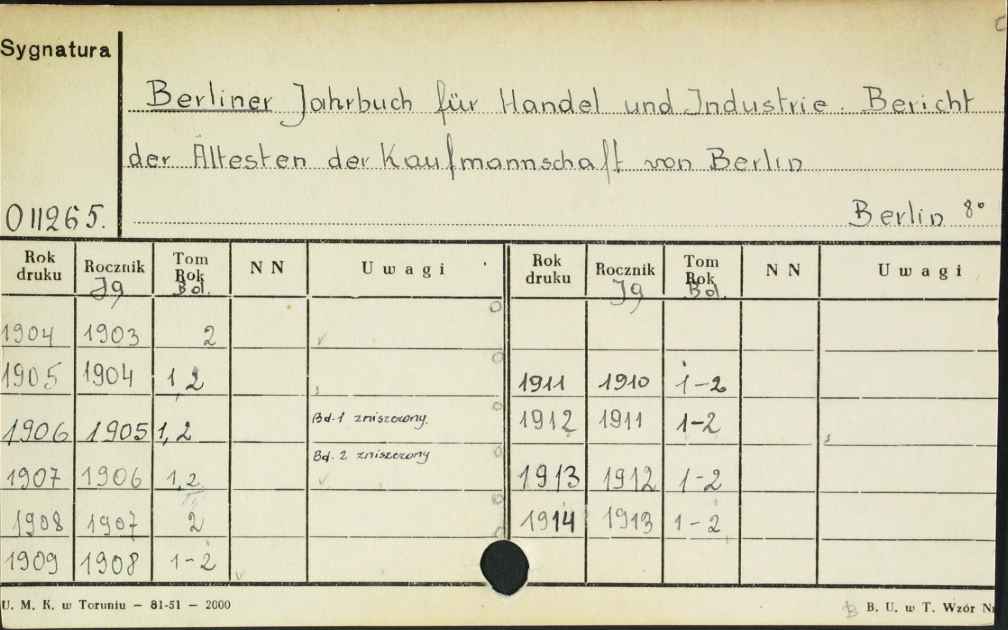 Sygnatura
Berliner Jahrbuch für Handel und Industrie. Bericht
der Ältesten der Kaufmannschaft von Berlin
011265.
Berlin 8°
Rok druku Rocznik Tom Rok NN Uwagi Rok druku Rocznik Tom Rok NN Uwagi
Jg Bd. Jg Bd.
1904 1903 2
1905 1904 1,2 1911 1910 1-2
1906 1905 1,2 Bd. 1 zniszczony. 1912 1911 1-2
1907 1906 1,2 Bd. 2 zniszczony 1913 1912 1-2
1908 1907 2 1914 1913 1-2
1909 1908 1-2
U. M. K. w Toruniu — 81-51 — 2000
B. U. w T. Wzór